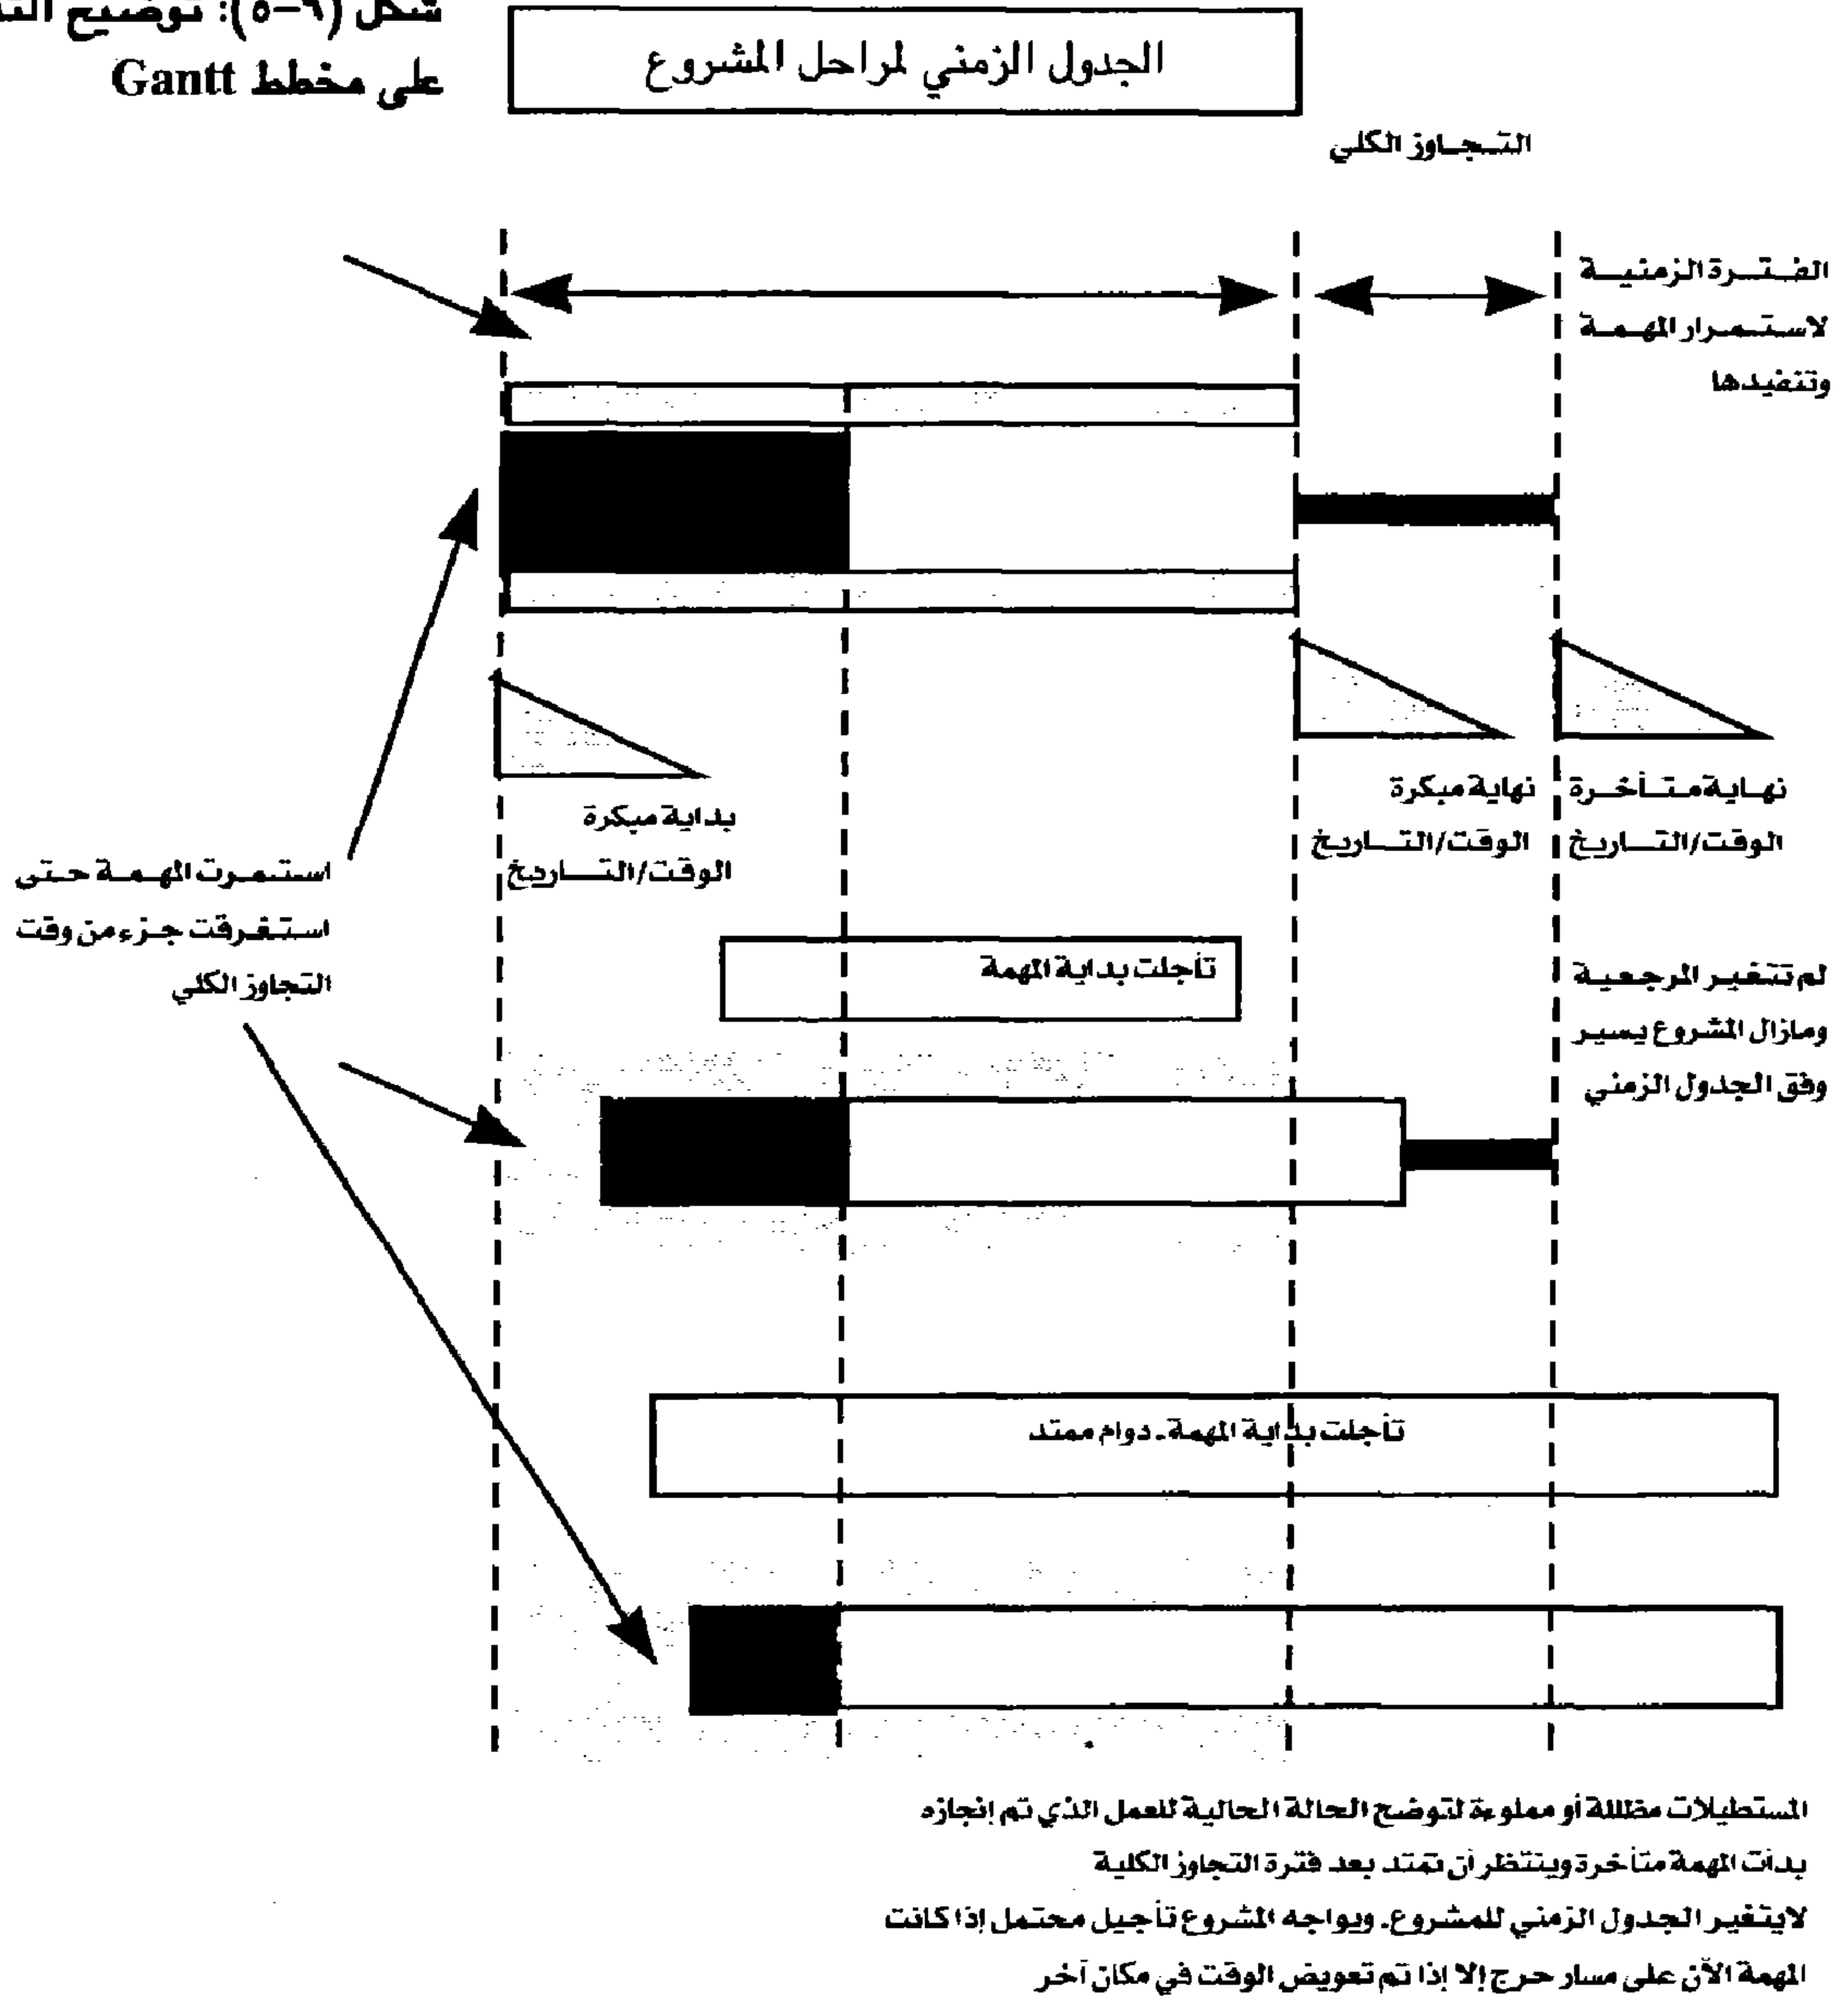 شكل (٦-٥): توضيح
على مخطط Gantt
الجدول الزمني لمراحل المشروع
التجاوز الكلي
الفترة الزمنية
لاستمرار المهمة
وتنفيدها
بداية مبكرة
الوقت/التاريخ
نهاية مبكرة
الوقت/التاريخ
نهاية متأخرة
الوقت/التاريخ
استمرت المهمة حتى
استغرقت جزء من وقت
التجاوز الكلي
تأجلت بداية المهمة
لم تتغير المرجعية
ومازال المشروع يسير
وفق الجدول الزمني
تأجلت بداية المهمة. دوام ممتد
المستطيلات مظللة أو مملوءة لتوضح الحالة الحالية للعمل الذي تم إنجازه
بدأت المهمة متأخرة وينتظر أن تمتد بعد فترة التجاوز الكلية
لايتغير الجدول الزمني للمشروع. ويواجه المشروع تأجيل محتمل إذا كانت
المهمة الآن على مسار حرج إلا إذا تم تعويض الوقت في مكان آخر